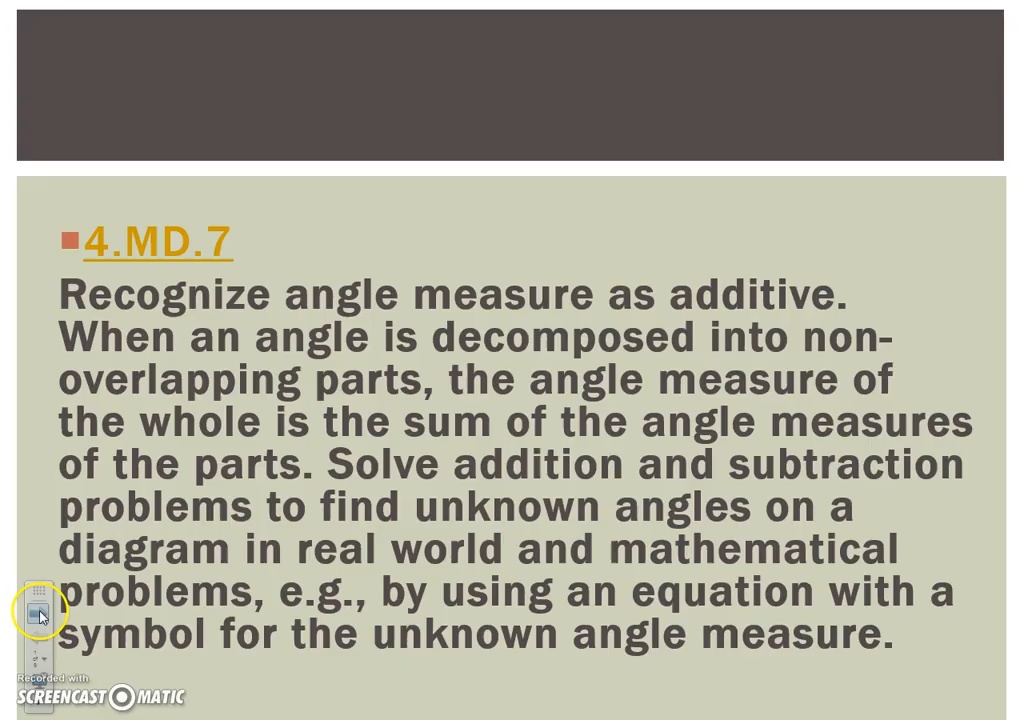 4.MD.7
Recognize angle measure as additive.
When an angle is decomposed into non-
overlapping parts, the angle measure of
the whole is the sum of the angle measures
of the parts. Solve addition and subtraction
problems to find unknown angles on a
diagram in real world and mathematical
problems, e.g., by using an equation with a
symbol for the unknown angle measure.
1
of
Recorded with
SCREENCAST MATIC